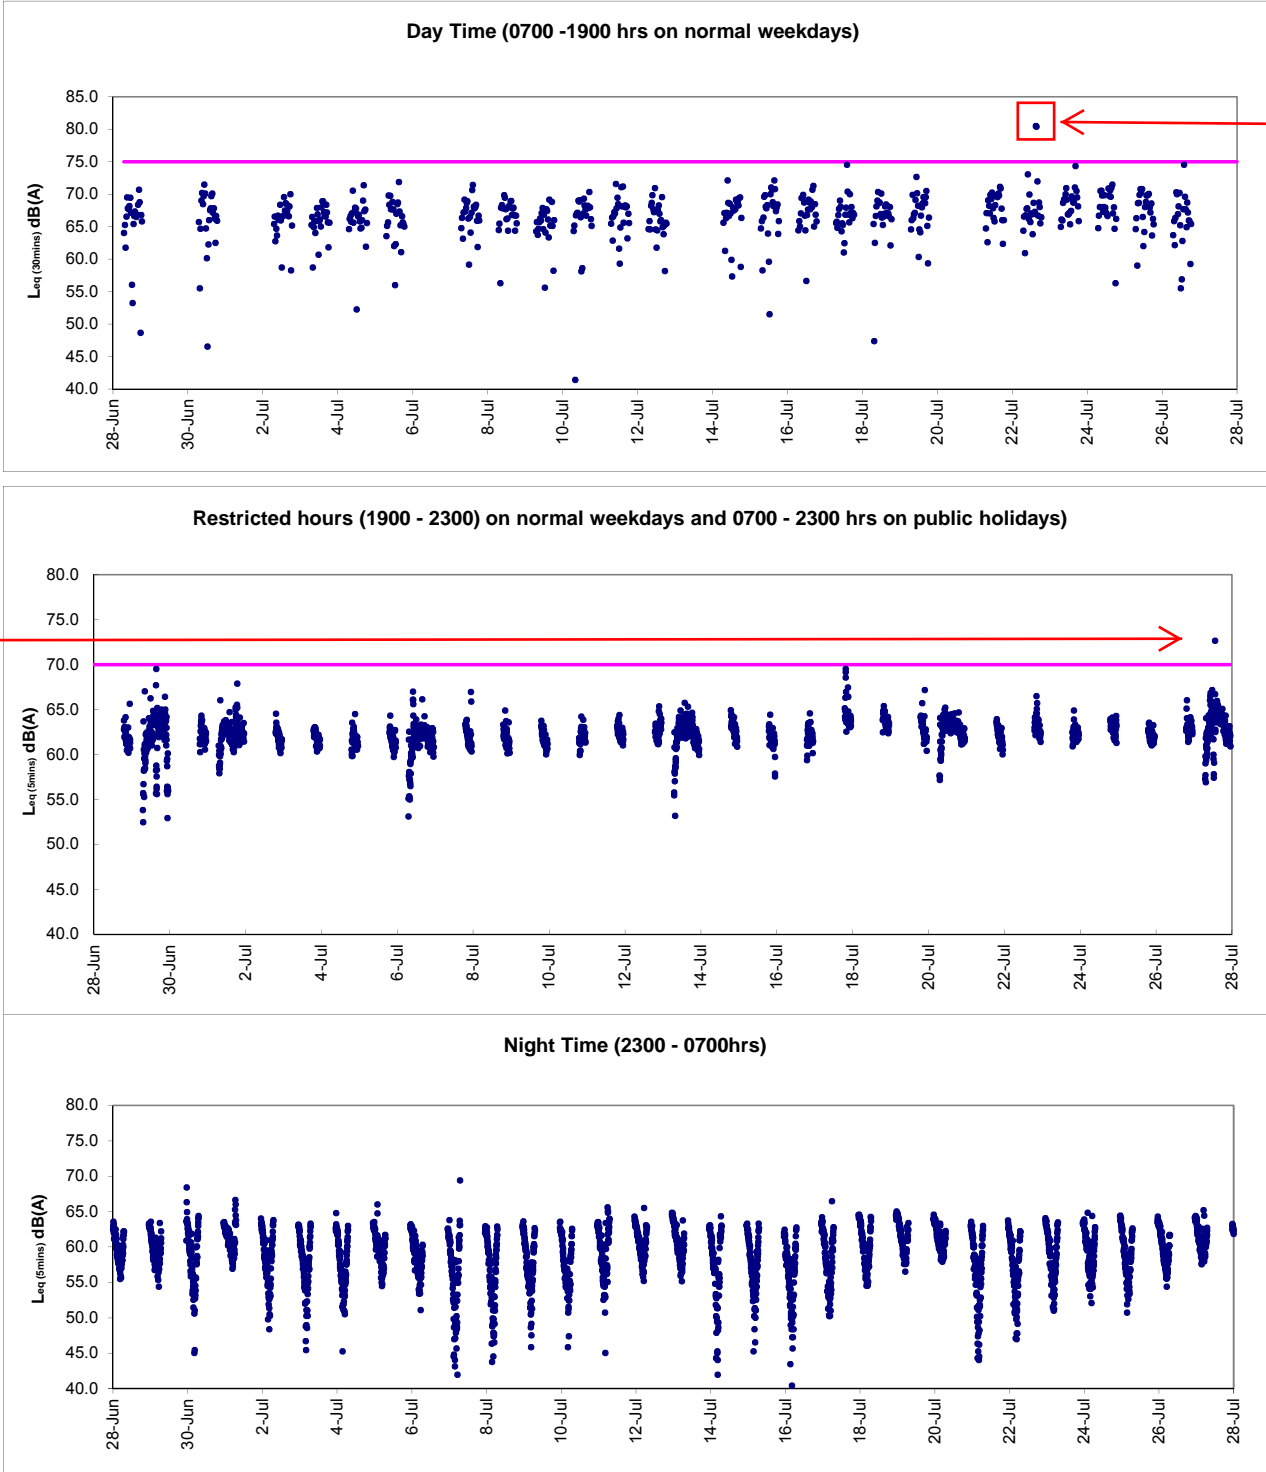 Day Time (0700 -1900 hrs on normal weekdays)
85.0
80.0
75.0
70.0
65.0
60.0
55.0
50.0
45.0
40.0
Leq (30mins) dB(A)
28-Jun
30-Jun
2-Jul
4-Jul
6-Jul
8-Jul
10-Jul
12-Jul
14-Jul
16-Jul
18-Jul
20-Jul
22-Jul
24-Jul
26-Jul
28-Jul
Restricted hours (1900 - 2300) on normal weekdays and 0700 - 2300 hrs on public holidays)
80.0
75.0
70.0
65.0
60.0
55.0
50.0
45.0
40.0
Leq (5mins) dB(A)
28-Jun
30-Jun
2-Jul
4-Jul
6-Jul
8-Jul
10-Jul
12-Jul
14-Jul
16-Jul
18-Jul
20-Jul
22-Jul
24-Jul
26-Jul
28-Jul
Night Time (2300 - 0700hrs)
80.0
75.0
70.0
65.0
60.0
55.0
50.0
45.0
40.0
Leq (5mins) dB(A)
28-Jun
30-Jun
2-Jul
4-Jul
6-Jul
8-Jul
10-Jul
12-Jul
14-Jul
16-Jul
18-Jul
20-Jul
22-Jul
24-Jul
26-Jul
28-Jul